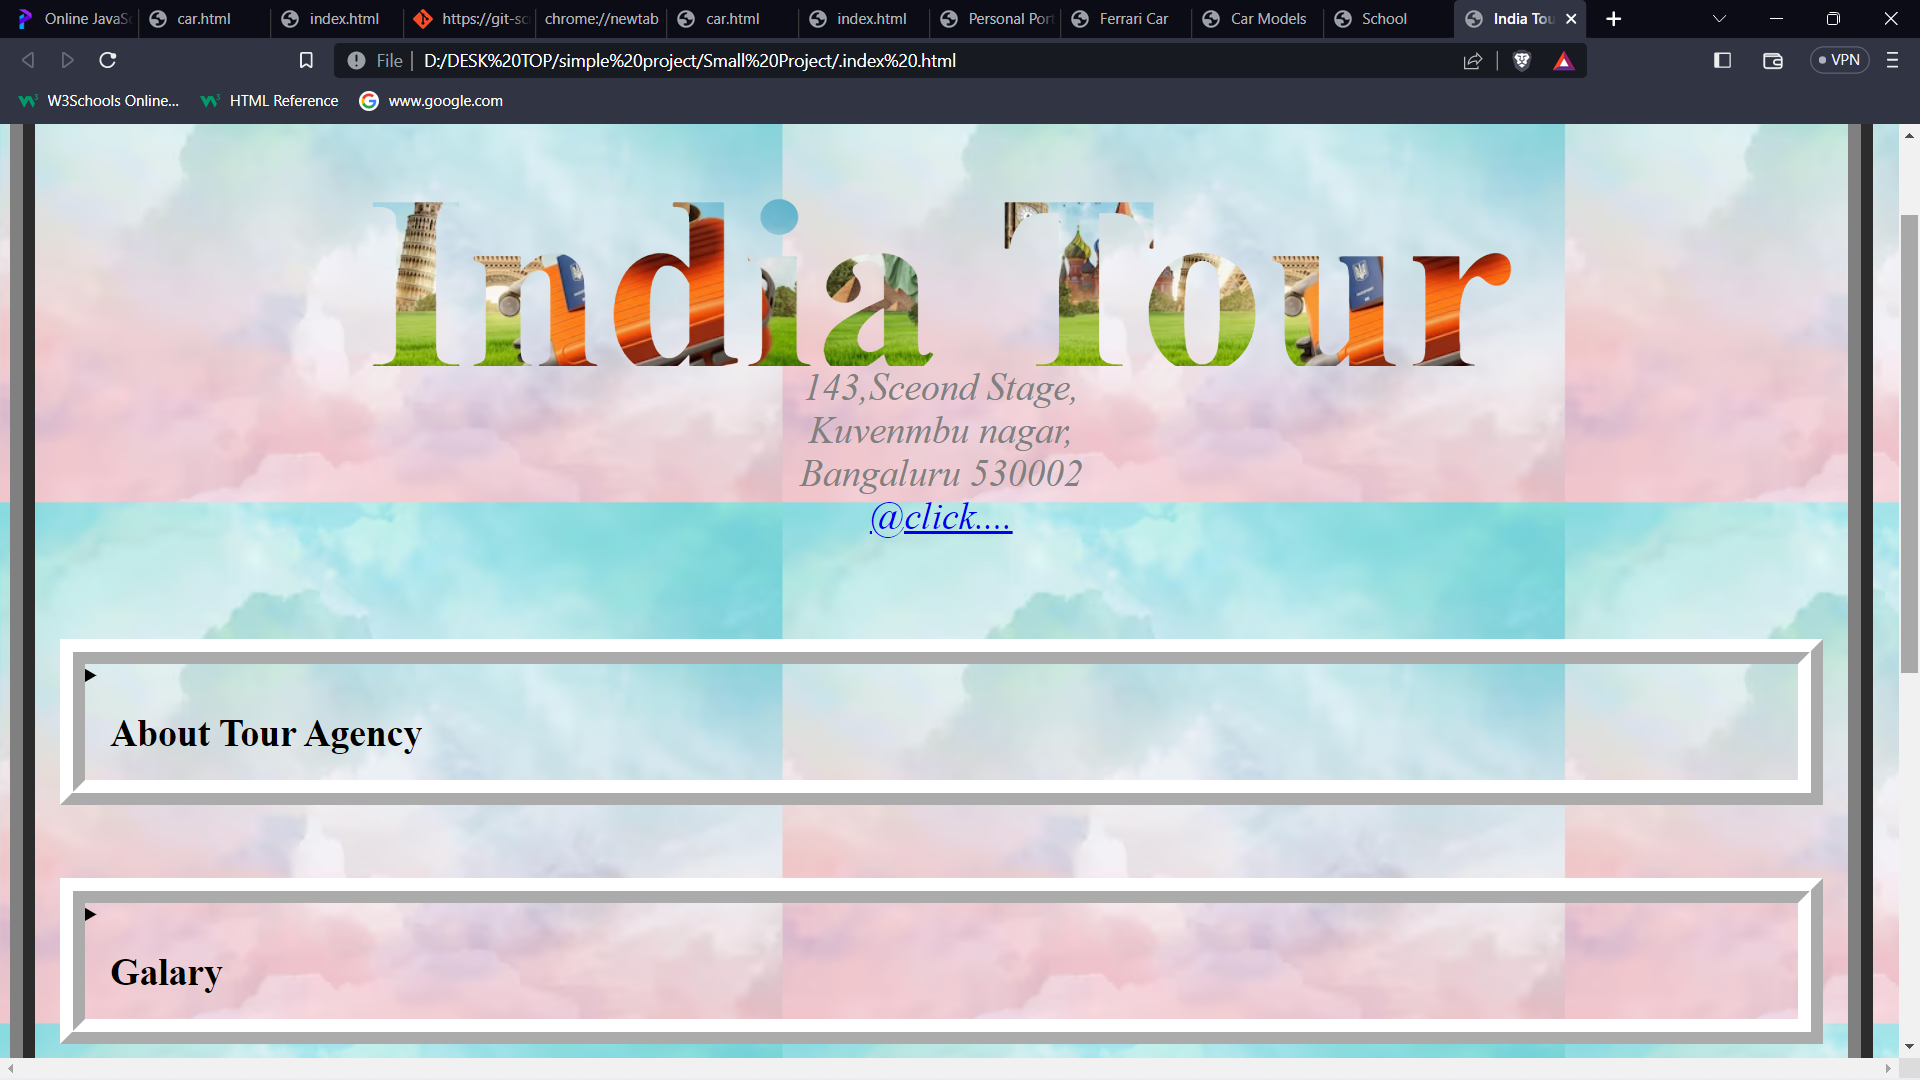 Online JavaSc
car.html
index.html
https://git-sc
chrome://newtab
car.html
index.html
Personal Port
Ferrari Car
Car Models
School
India Tou
File
D:/DESK%20TOP/simple%20project/Small%20Project/.index%20.html
VPN
W3Schools Online...
HTML Reference
www.google.com
India Tour
143,Sceond Stage,
Kuvenmbu nagar,
Bangaluru 530002
@click....
About Tour Agency
Galary